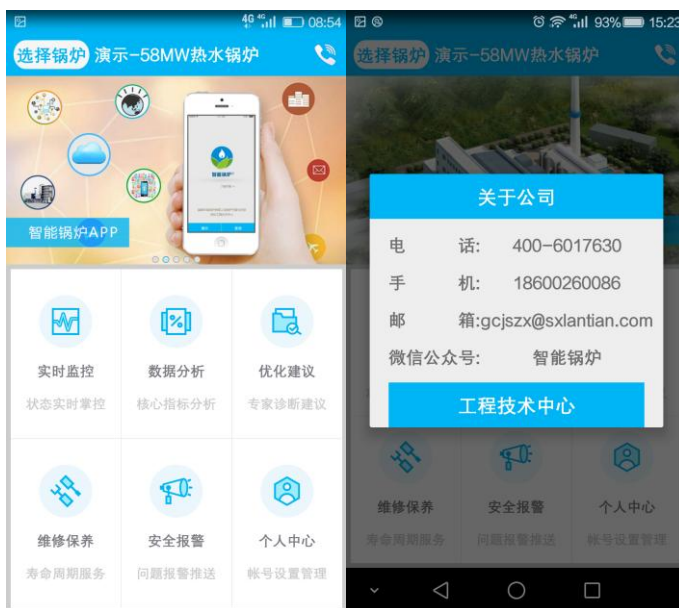 4G 4G 08:54
选择锅炉 演示-58MW热水锅炉
智能锅炉
智能锅炉APP
实时监控 数据分析 优化建议
状态实时掌控 核心指标分析 专家诊断建议
维修保养 安全报警 个人中心
寿命周期服务 问题报警推送 帐号设置管理
4G 93% 15:23
选择锅炉 演示-58MW热水锅炉
关于公司
电 话: 400-6017630
手 机: 18600260086
邮 箱:gcjszx@sxlantian.com
微信公众号: 智能锅炉
工程技术中心
维修保养 安全报警 个人中心
寿命周期服务 问题报警推送 帐号设置管理